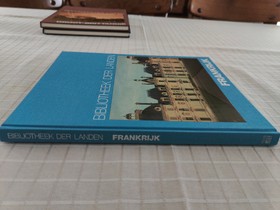 BIBLIOTHEEK DER LANDEN
FRANKRIJK
BIBLIOTHEEK DER LANDEN FRANKRIJK